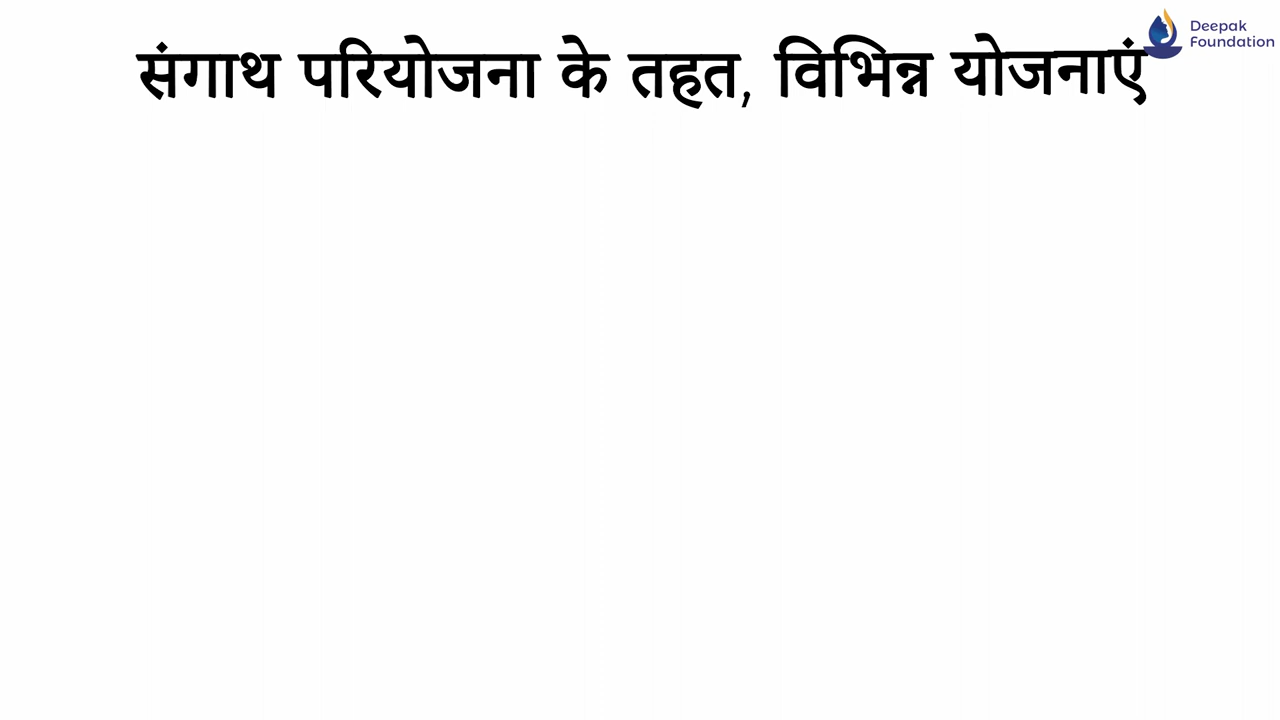 संगाथ परियोजना के तहत, विभिन्न योजनाएं
Deepak
Foundation